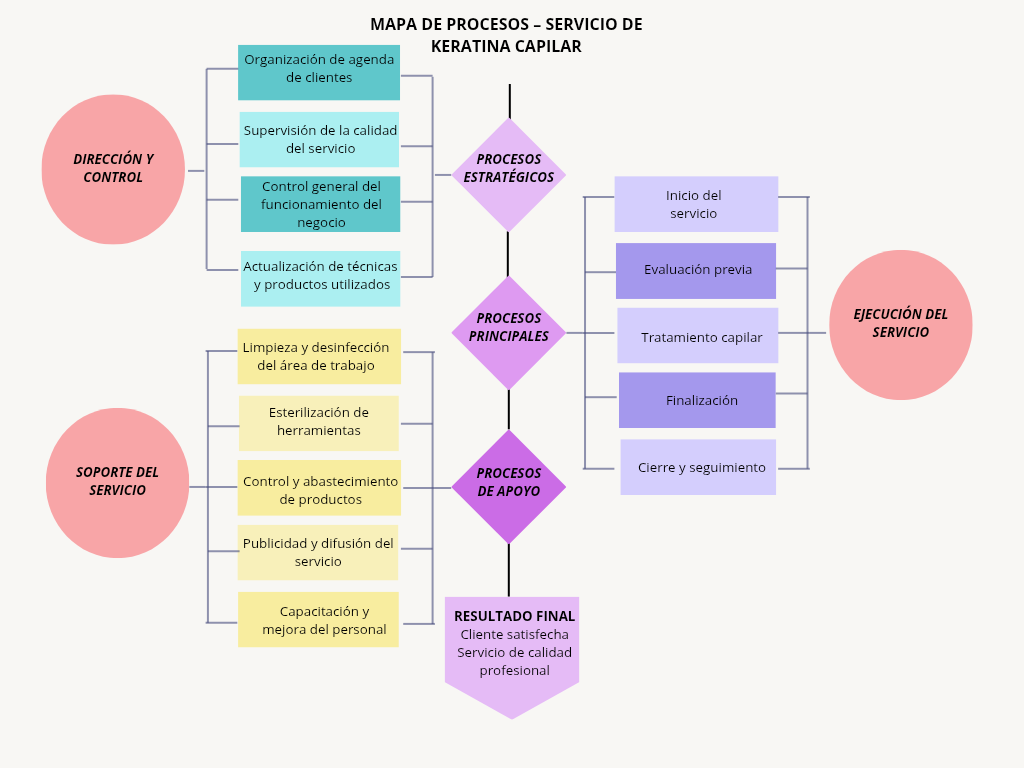 MAPA DE PROCESOS – SERVICIO DE
KERATINA CAPILAR
DIRECCIÓN Y
CONTROL
Organización de agenda
de clientes
Supervisión de la calidad
del servicio
Control general del
funcionamiento del
negocio
Actualización de técnicas
y productos utilizados
PROCESOS
ESTRATÉGICOS
PROCESOS
PRINCIPALES
Inicio del
servicio
Evaluación previa
Tratamiento capilar
Finalización
Cierre y seguimiento
EJECUCIÓN DEL
SERVICIO
SOPORTE DEL
SERVICIO
Limpieza y desinfección
del área de trabajo
Esterilización de
herramientas
Control y abastecimiento
de productos
Publicidad y difusión del
servicio
Capacitación y
mejora del personal
PROCESOS
DE APOYO
RESULTADO FINAL
Cliente satisfecha
Servicio de calidad
profesional